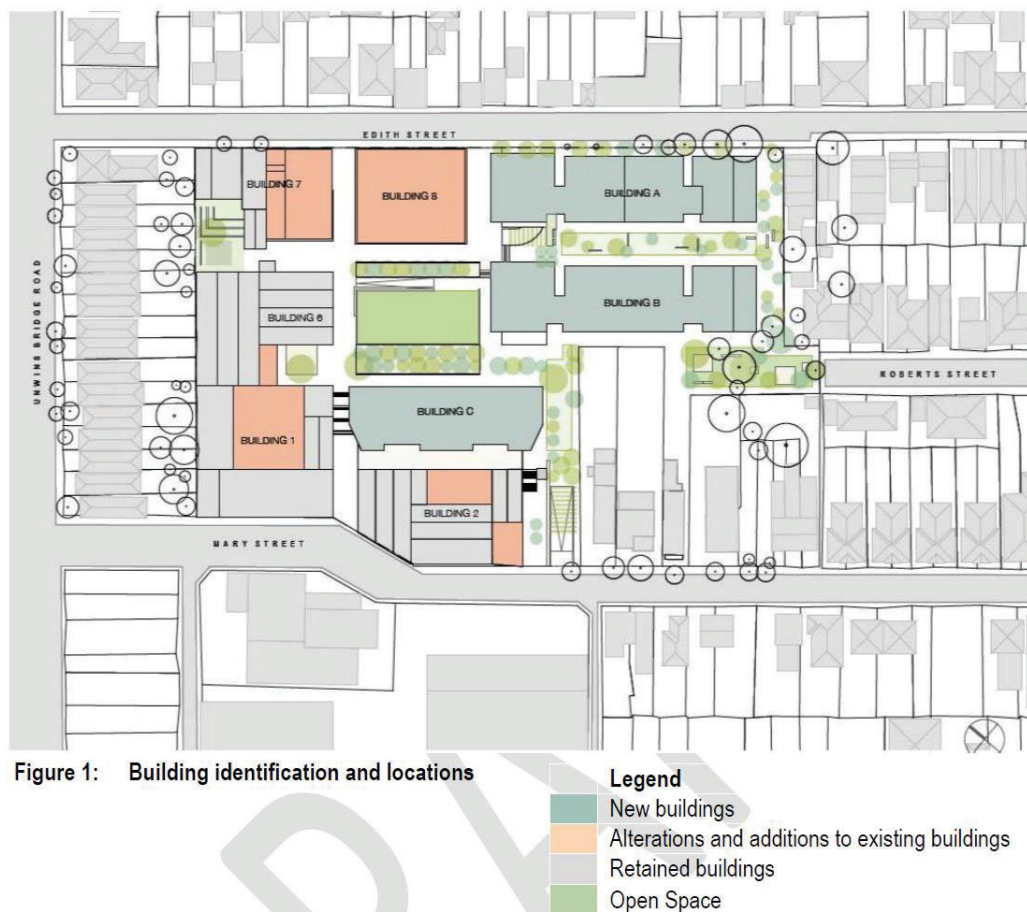 EDITH STREET
BUILDING 7
BUILDING 8
BUILDING A
UNWINS BRIDGE ROAD
BUILDING B
BUILDING 6
ROBERTS STREET
BUILDING C
BUILDING 1
BUILDING 2
MARY STREET
Figure 1: Building identification and locations
Legend
New buildings
Alterations and additions to existing buildings
Retained buildings
Open Space